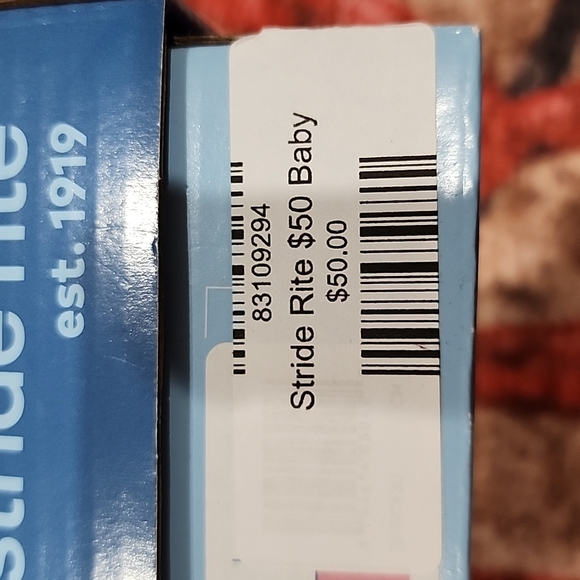 stride rite
est. 1919
83109294
Stride Rite $50 Baby
$50.00